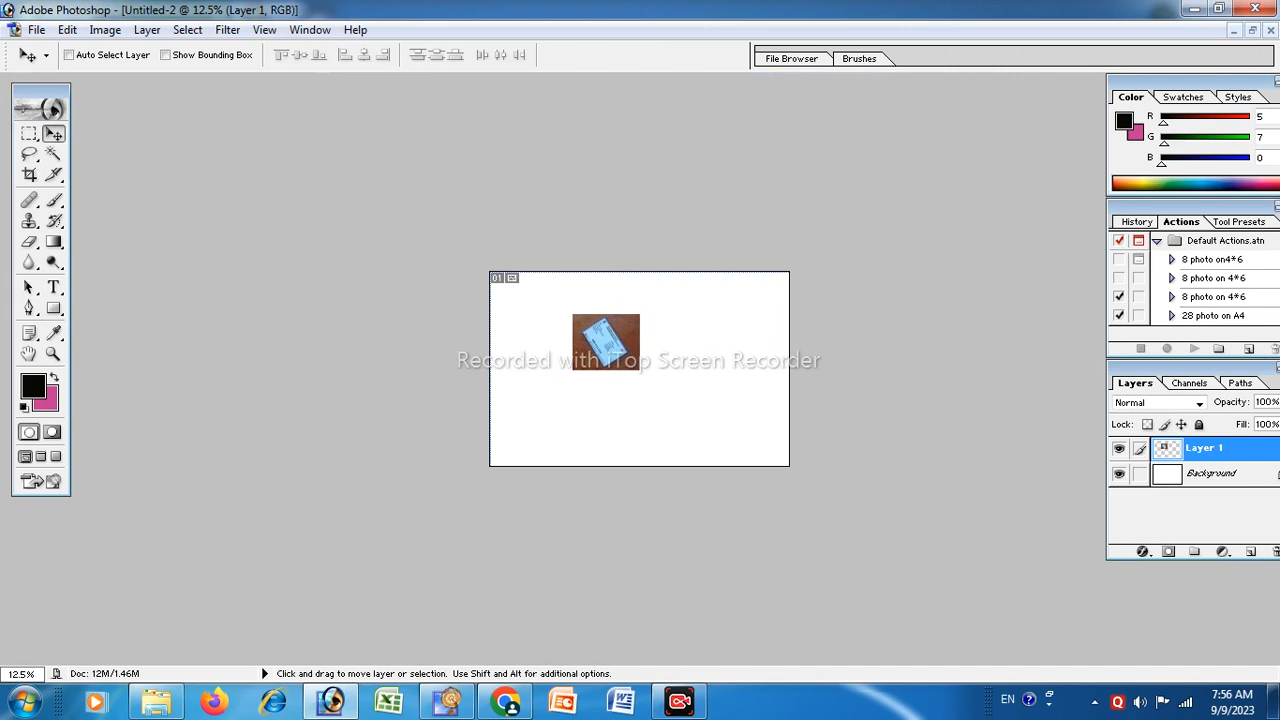 Adobe Photoshop - [Untitled-2 @ 12.5% (Layer 1, RGB)]
File Edit Image Layer Select Filter View Window Help
Auto Select Layer Show Bounding Box
File Browser Brushes
Color Swatches Styles
R 5
G 7
B 0
History Actions Tool Presets
Default Actions.atn
8 photo on4*6
8 photo on 4*6
8 photo on 4*6
28 photo on A4
01
Recorded with iTop Screen Recorder
Layers Channels Paths
Normal Opacity: 100%
Lock: Fill: 100%
Layer 1
Background
12.5% Doc: 12M/1.46M Click and drag to move layer or selection. Use Shift and Alt for additional options.
EN
7:56 AM
9/9/2023